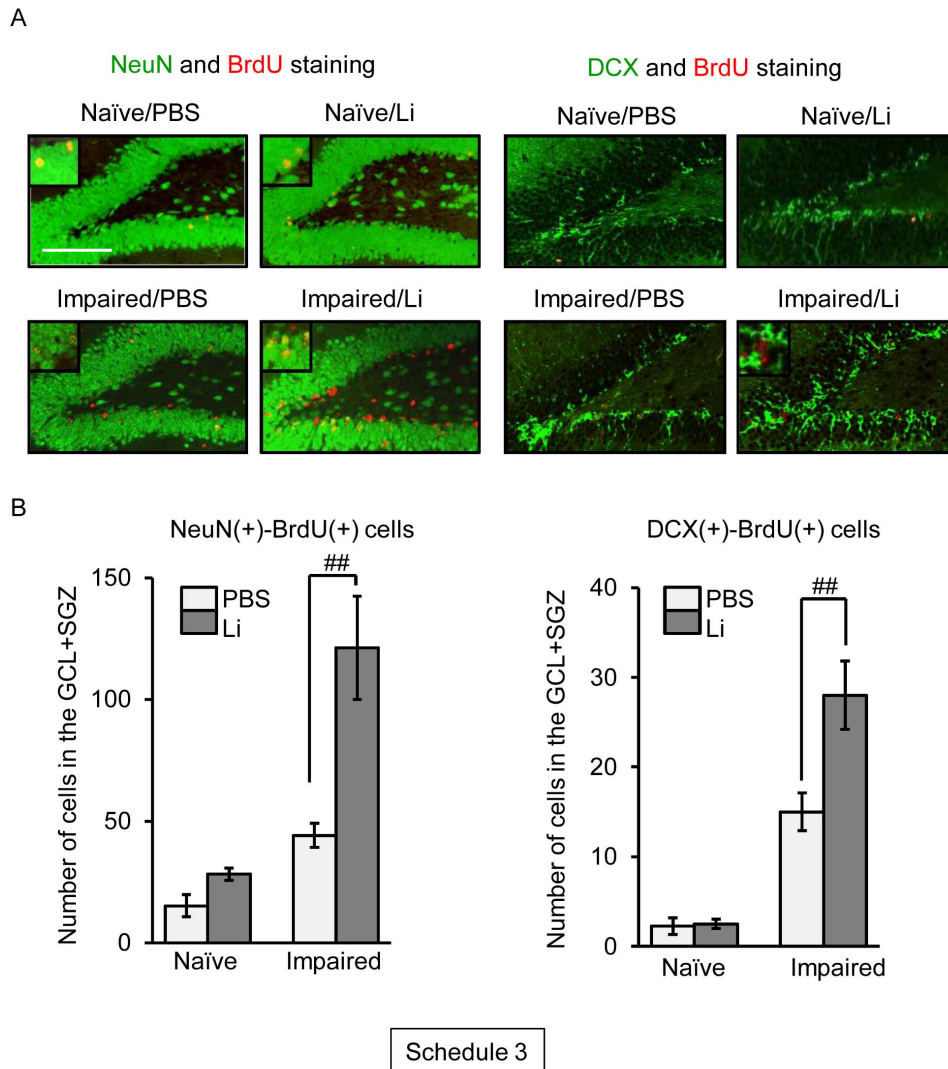 A
NeuN and BrdU staining
DCX and BrdU staining
Naïve/PBS
Naïve/Li
Naïve/PBS
Naïve/Li
Impaired/PBS
Impaired/Li
Impaired/PBS
Impaired/Li
B
NeuN(+)-BrdU(+) cells
Number of cells in the GCL+SGZ
150
100
50
0
PBS
Li
##
Naïve
Impaired
DCX(+)-BrdU(+) cells
Number of cells in the GCL+SGZ
40
30
20
10
0
PBS
Li
##
Naïve
Impaired
Schedule 3